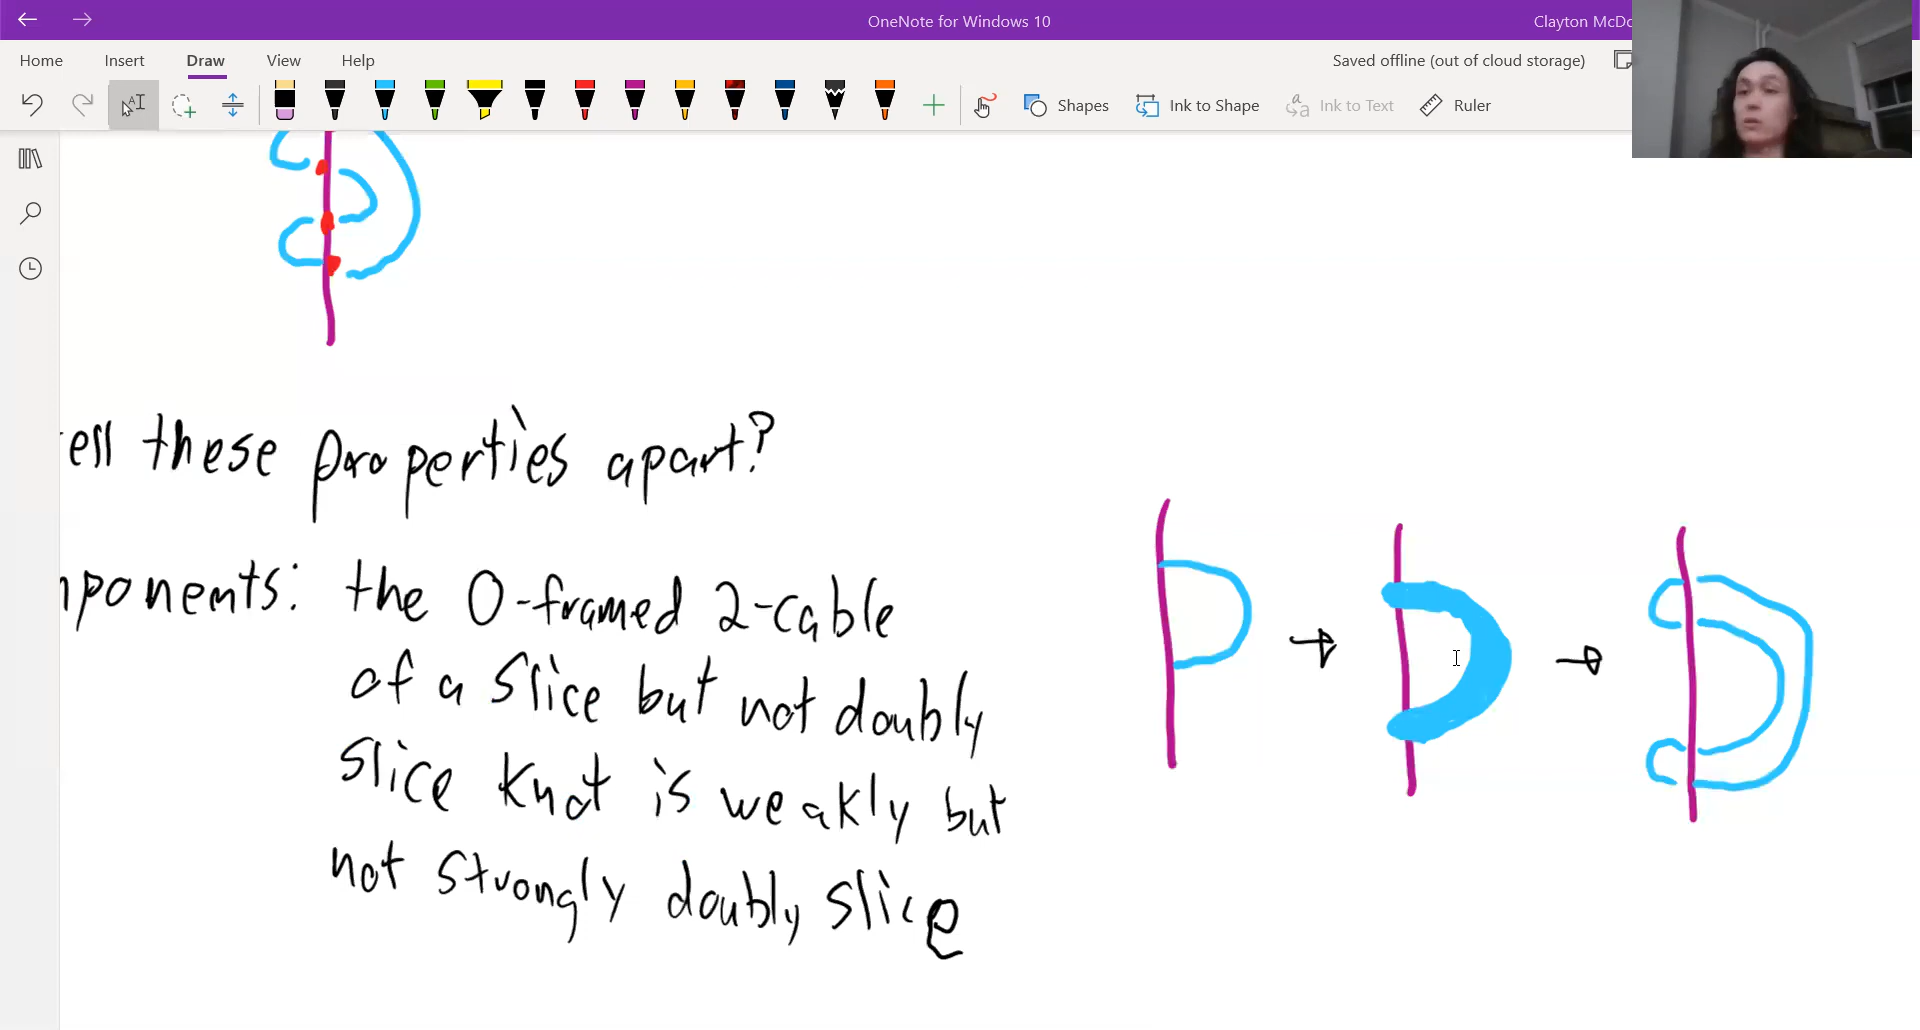 OneNote for Windows 10
Clayton McDo
Home Insert Draw View Help
Saved offline (out of cloud storage)
Shapes Ink to Shape Ink to Text Ruler
ell these properties apart?
ponents: the 0-framed 2-cable
of a slice but not doubly
slice knot is weakly but
not strongly doubly slice